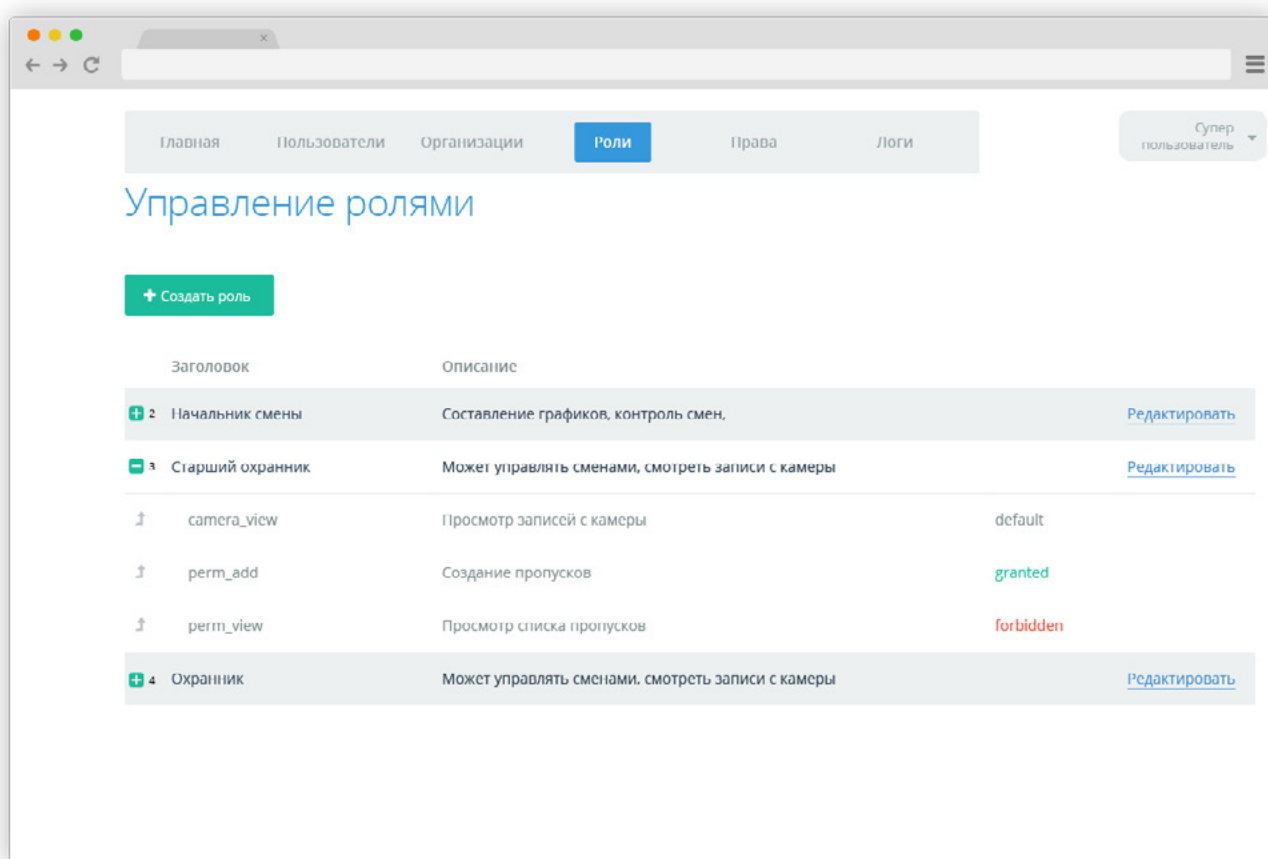 Главная Пользователи Организации Роли Права Логи
Супер
пользователь
Управление ролями
Создать роль
Заголовок Описание
2 Начальник смены Составление графиков, контроль смен, Редактировать
3 Старший охранник Может управлять сменами, смотреть записи с камеры Редактировать
camera_view Просмотр записей с камеры default
perm_add Создание пропусков granted
perm_view Просмотр списка пропусков forbidden
4 Охранник Может управлять сменами, смотреть записи с камеры Редактировать